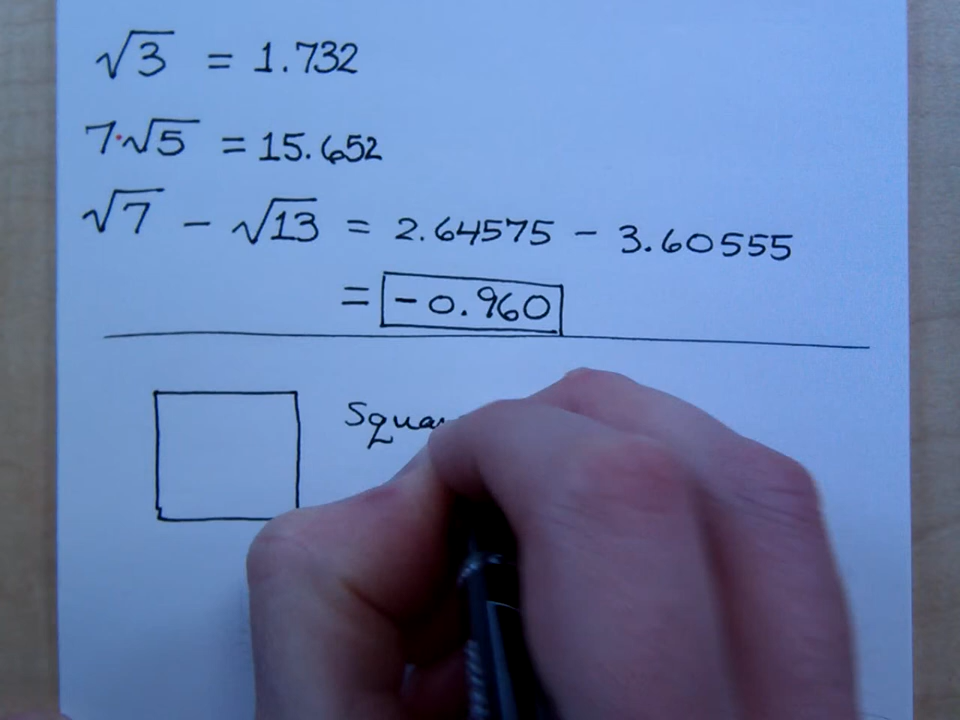 √3 = 1.732
7·√5 = 15.652
√7 - √13 = 2.64575 - 3.60555
= -0.960